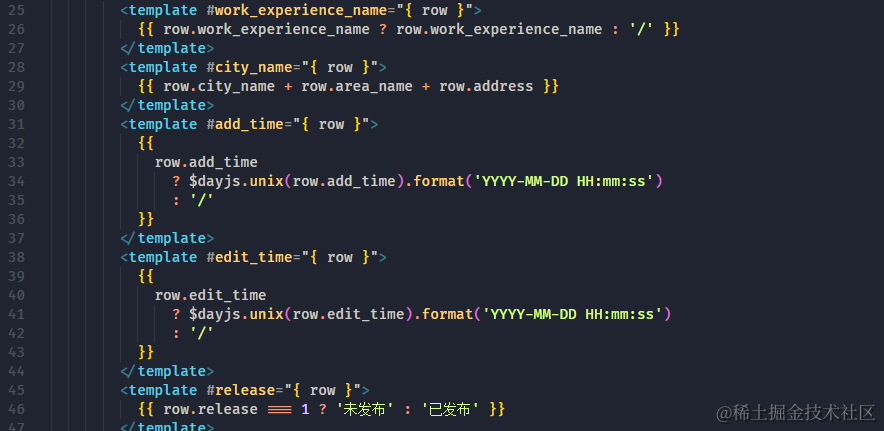 25 <template #work_experience_name="{ row }">
26 {{ row.work_experience_name ? row.work_experience_name : '/' }}
27 </template>
28 <template #city_name="{ row }">
29 {{ row.city_name + row.area_name + row.address }}
30 </template>
31 <template #add_time="{ row }">
32 {{
33 row.add_time
34 ? $dayjs.unix(row.add_time).format('YYYY-MM-DD HH:mm:ss')
35 : '/'
36 }}
37 </template>
38 <template #edit_time="{ row }">
39 {{
40 row.edit_time
41 ? $dayjs.unix(row.edit_time).format('YYYY-MM-DD HH:mm:ss')
42 : '/'
43 }}
44 </template>
45 <template #release="{ row }">
46 {{ row.release === 1 ? '未发布' : '已发布' }}
47 </template>
@稀土掘金技术社区